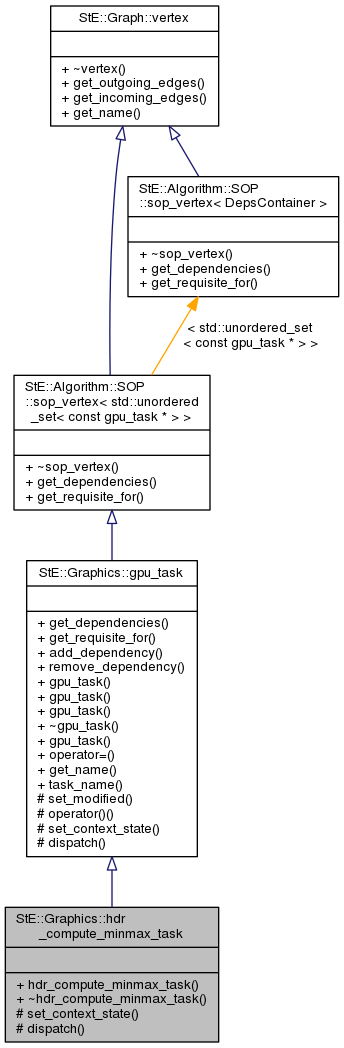 StE::Graph::vertex
+ ~vertex()
+ get_outgoing_edges()
+ get_incoming_edges()
+ get_name()
StE::Algorithm::SOP
::sop_vertex< DepsContainer >
+ ~sop_vertex()
+ get_dependencies()
+ get_requisite_for()
< std::unordered_set
< const gpu_task * > >
StE::Algorithm::SOP
::sop_vertex< std::unordered
_set< const gpu_task * > >
+ ~sop_vertex()
+ get_dependencies()
+ get_requisite_for()
StE::Graphics::gpu_task
+ get_dependencies()
+ get_requisite_for()
+ add_dependency()
+ remove_dependency()
+ gpu_task()
+ gpu_task()
+ gpu_task()
+ ~gpu_task()
+ gpu_task()
+ operator=()
+ get_name()
+ task_name()
# set_modified()
# operator()()
# set_context_state()
# dispatch()
StE::Graphics::hdr
_compute_minmax_task
+ hdr_compute_minmax_task()
+ ~hdr_compute_minmax_task()
# set_context_state()
# dispatch()